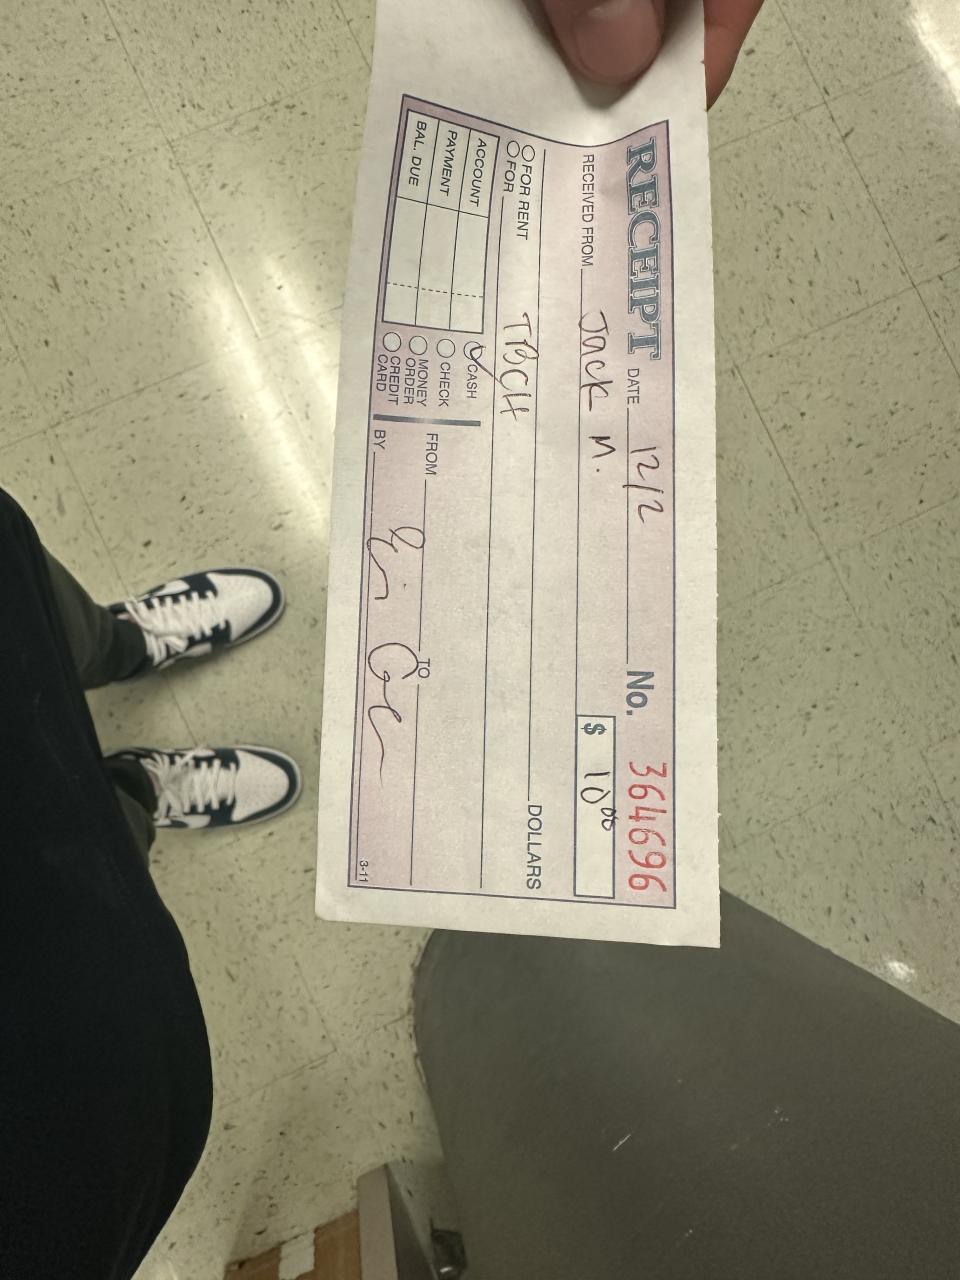 RECEIPT DATE 12/2 No. 364696
RECEIVED FROM Jack M. $ 10 00
DOLLARS
FOR RENT
FOR TBCH
ACCOUNT CASH
PAYMENT CHECK FROM TO
BAL. DUE MONEY ORDER
CREDIT CARD BY
3-11